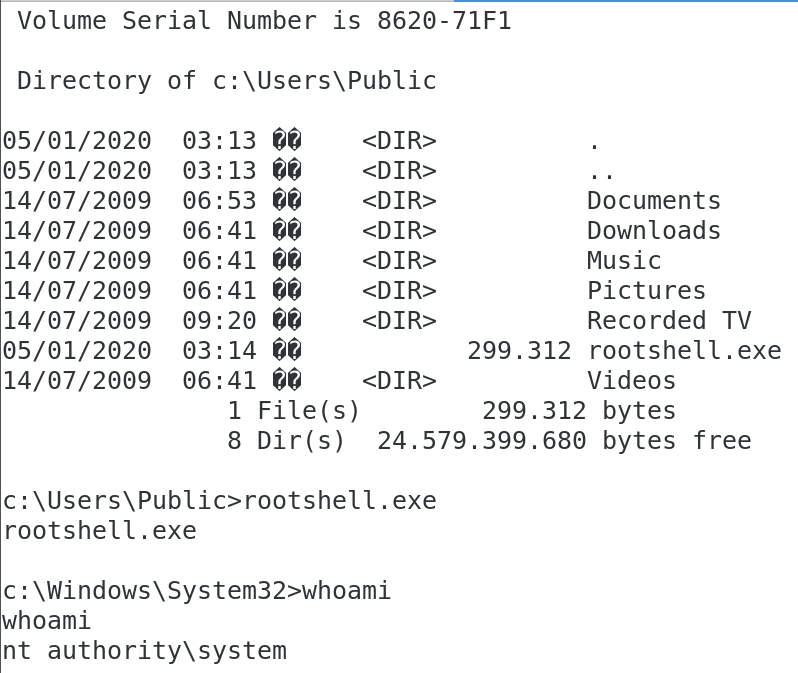 Volume Serial Number is 8620-71F1
Directory of c:\Users\Public
05/01/2020  03:13 ��    <DIR>          .
05/01/2020  03:13 ��    <DIR>          ..
14/07/2009  06:53 ��    <DIR>          Documents
14/07/2009  06:41 ��    <DIR>          Downloads
14/07/2009  06:41 ��    <DIR>          Music
14/07/2009  06:41 ��    <DIR>          Pictures
14/07/2009  09:20 ��    <DIR>          Recorded TV
05/01/2020  03:14 ��           299.312 rootshell.exe
14/07/2009  06:41 ��    <DIR>          Videos
1 File(s)        299.312 bytes
8 Dir(s)  24.579.399.680 bytes free
c:\Users\Public>rootshell.exe
rootshell.exe
c:\Windows\System32>whoami
whoami
nt authority\system